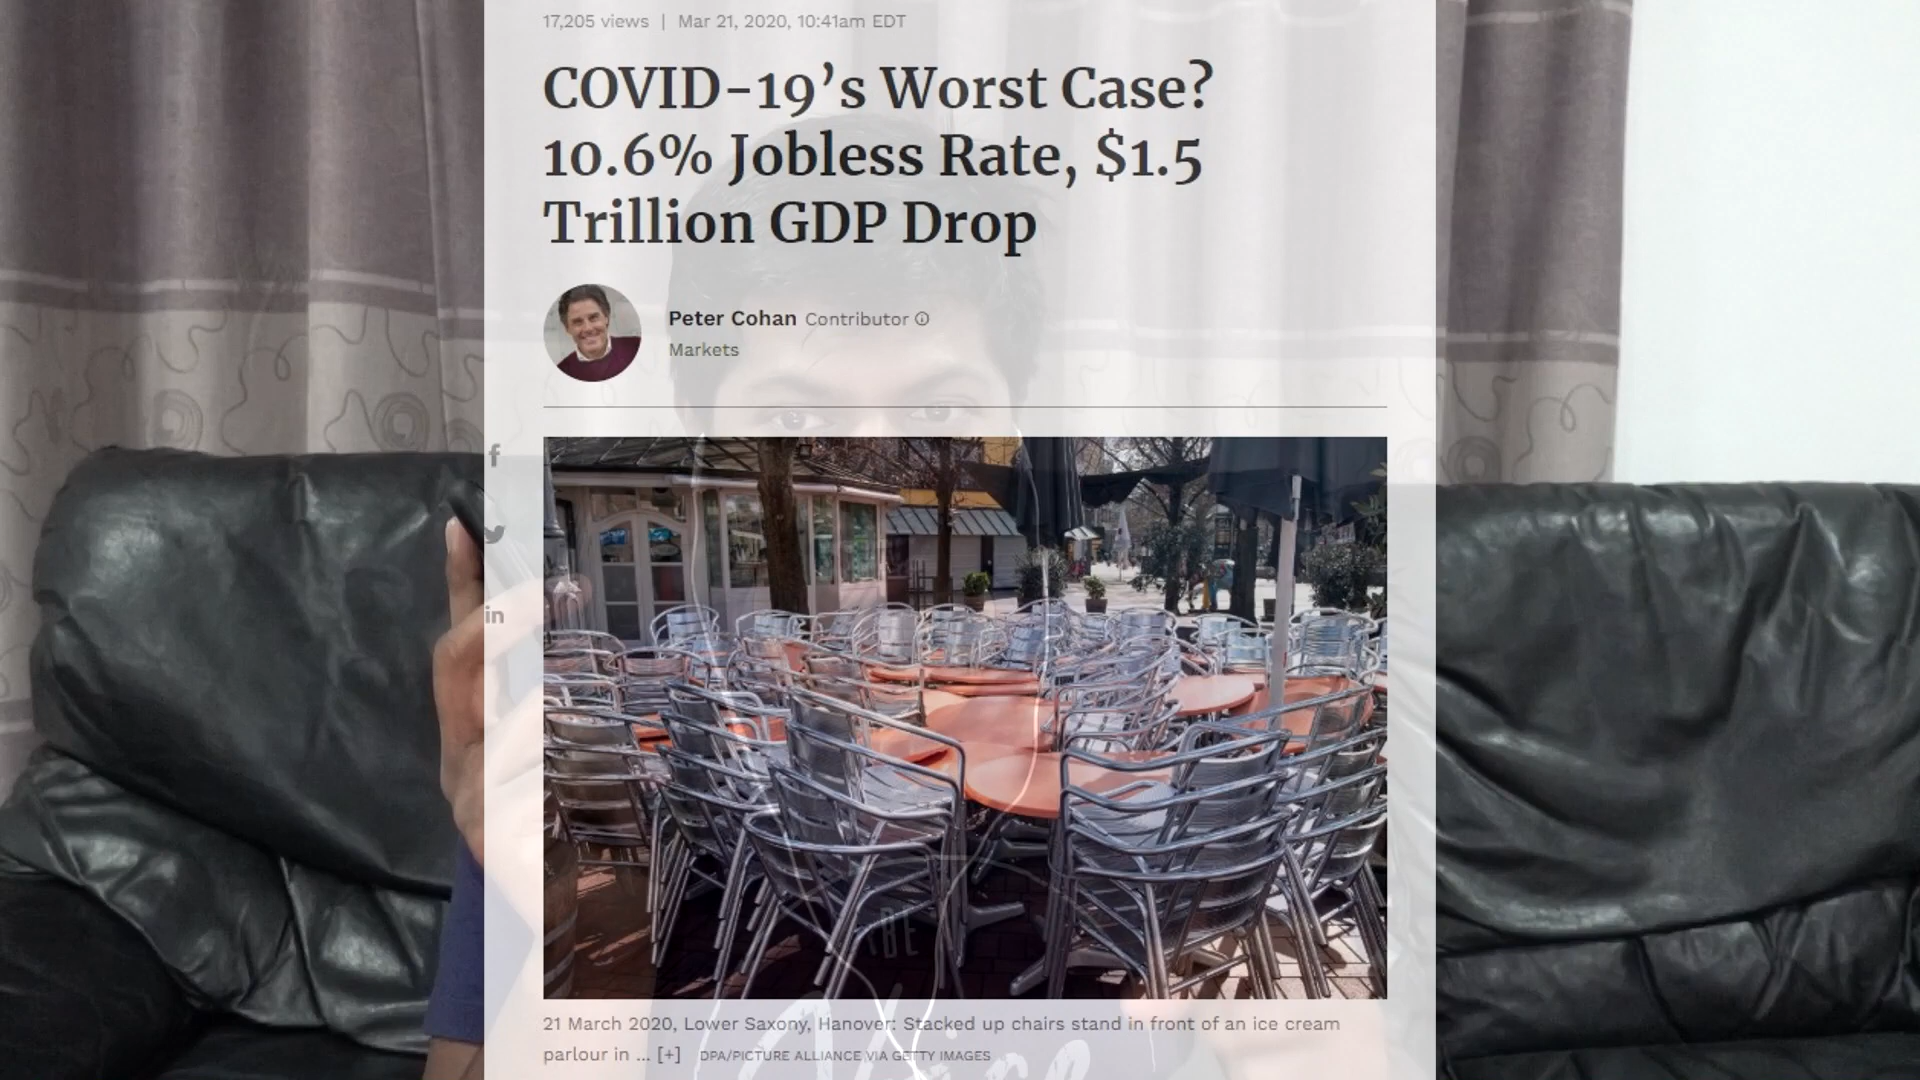 17,205 views | Mar 21, 2020, 10:41am EDT
COVID-19’s Worst Case?
10.6% Jobless Rate, $1.5
Trillion GDP Drop
Peter Cohan Contributor
Markets
f
in
BE
21 March 2020, Lower Saxony, Hanover: Stacked up chairs stand in front of an ice cream
parlour in ... [+] DPA/PICTURE ALLIANCE VIA GETTY IMAGES